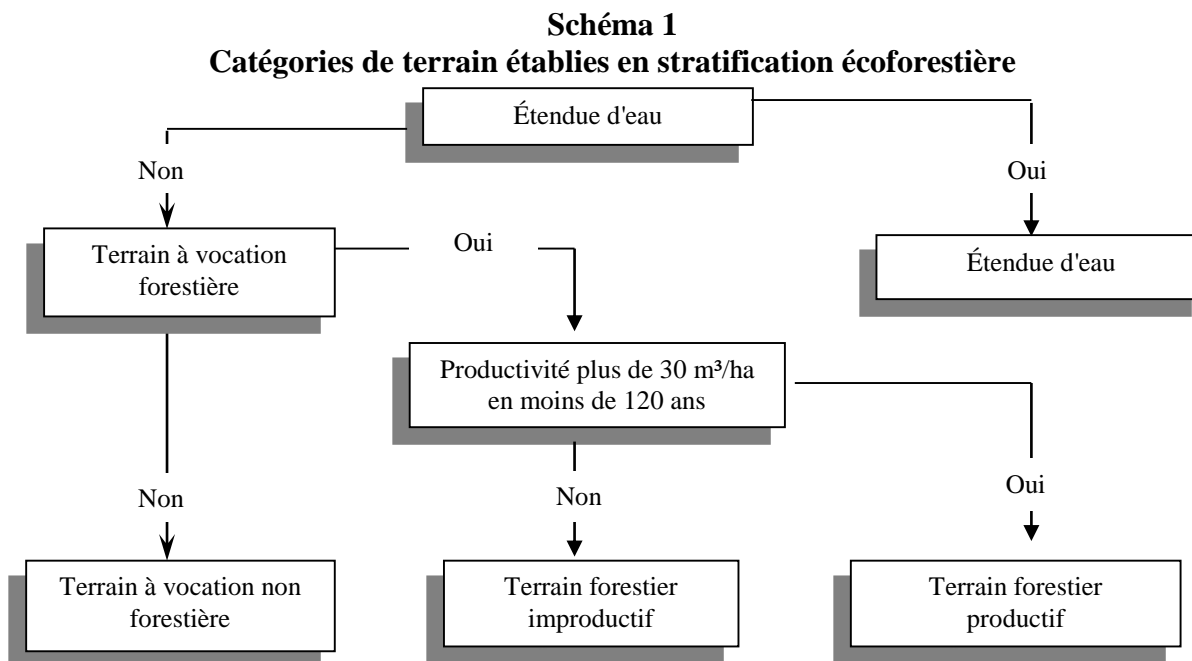 Schéma 1
Catégories de terrain établies en stratification écoforestière
Étendue d'eau
Non
Oui
Terrain à vocation
forestière
Oui
Étendue d'eau
Productivité plus de 30 m³/ha
en moins de 120 ans
Non
Non
Oui
Terrain à vocation non
forestière
Terrain forestier
improductif
Terrain forestier
productif